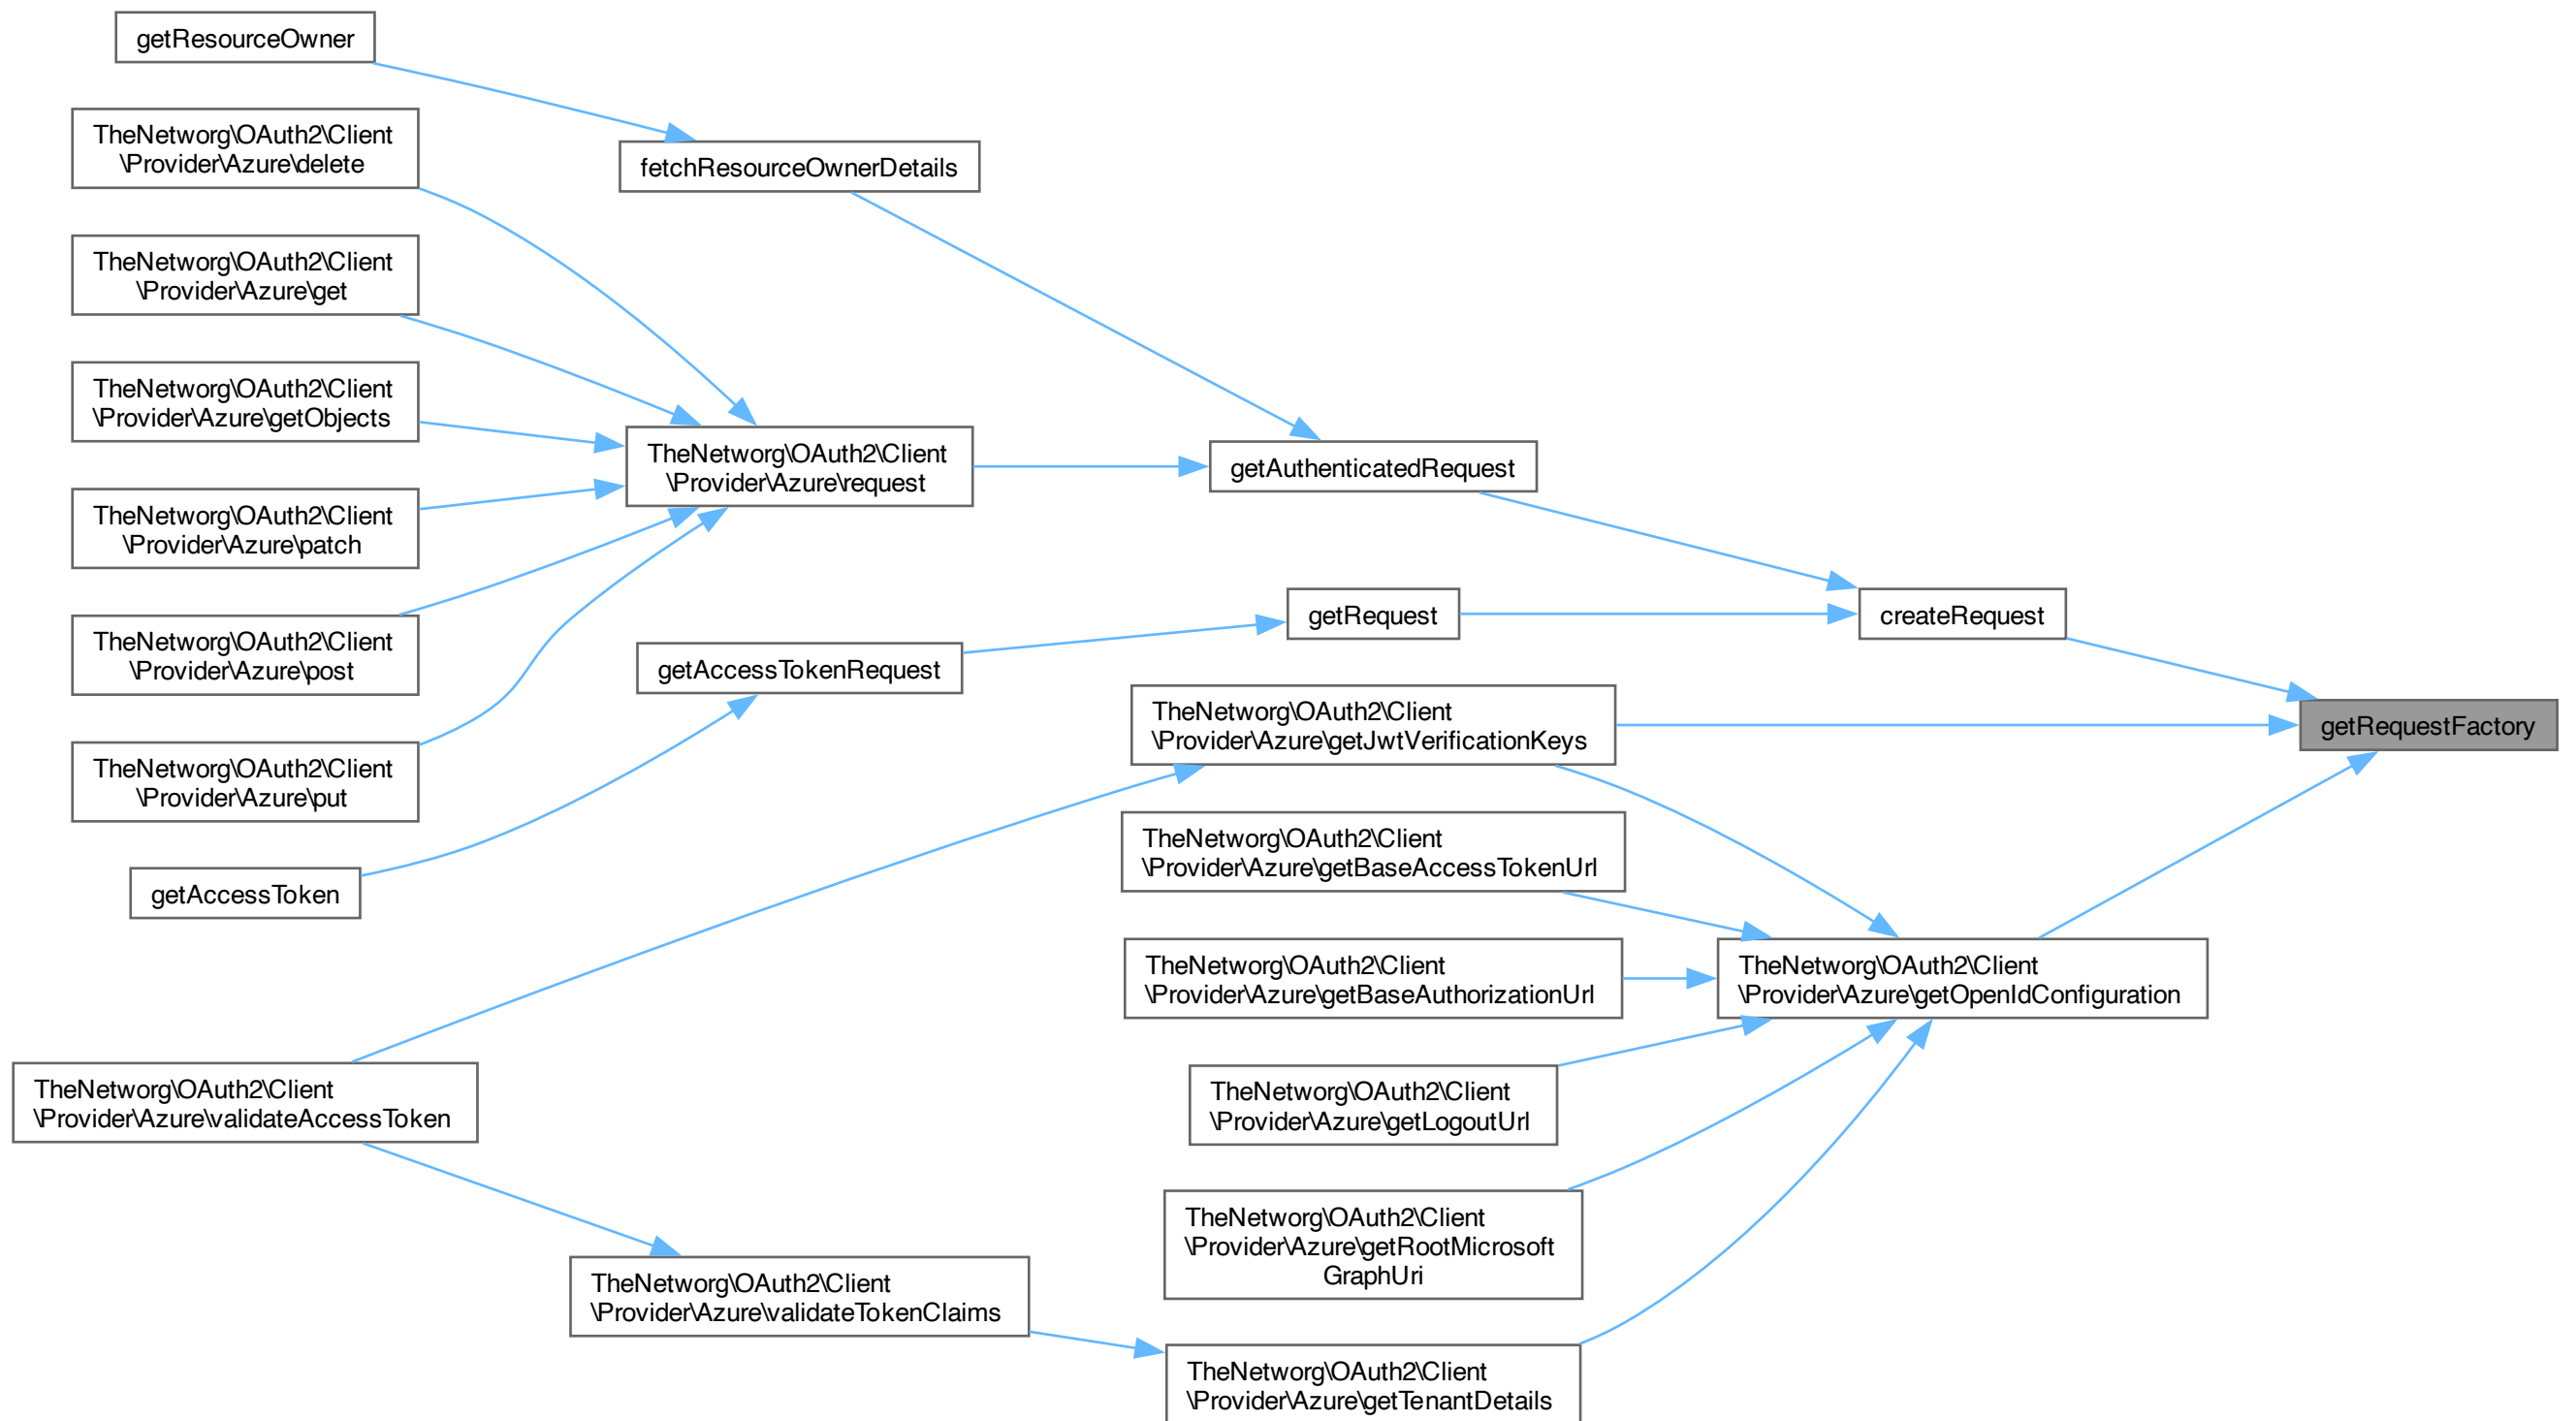 getResourceOwner
TheNetworg\OAuth2\Client
\Provider\Azure\delete
fetchResourceOwnerDetails
TheNetworg\OAuth2\Client
\Provider\Azure\get
TheNetworg\OAuth2\Client
\Provider\Azure\getObjects
TheNetworg\OAuth2\Client
\Provider\Azure\request
getAuthenticatedRequest
TheNetworg\OAuth2\Client
\Provider\Azure\patch
getRequest
createRequest
TheNetworg\OAuth2\Client
\Provider\Azure\post
getAccessTokenRequest
TheNetworg\OAuth2\Client
\Provider\Azure\getJwtVerificationKeys
getRequestFactory
TheNetworg\OAuth2\Client
\Provider\Azure\put
TheNetworg\OAuth2\Client
\Provider\Azure\getBaseAccessTokenUrl
getAccessToken
TheNetworg\OAuth2\Client
\Provider\Azure\getBaseAuthorizationUrl
TheNetworg\OAuth2\Client
\Provider\Azure\getOpenIdConfiguration
TheNetworg\OAuth2\Client
\Provider\Azure\validateAccessToken
TheNetworg\OAuth2\Client
\Provider\Azure\getLogoutUrl
TheNetworg\OAuth2\Client
\Provider\Azure\getRootMicrosoft
GraphUri
TheNetworg\OAuth2\Client
\Provider\Azure\validateTokenClaims
TheNetworg\OAuth2\Client
\Provider\Azure\getTenantDetails